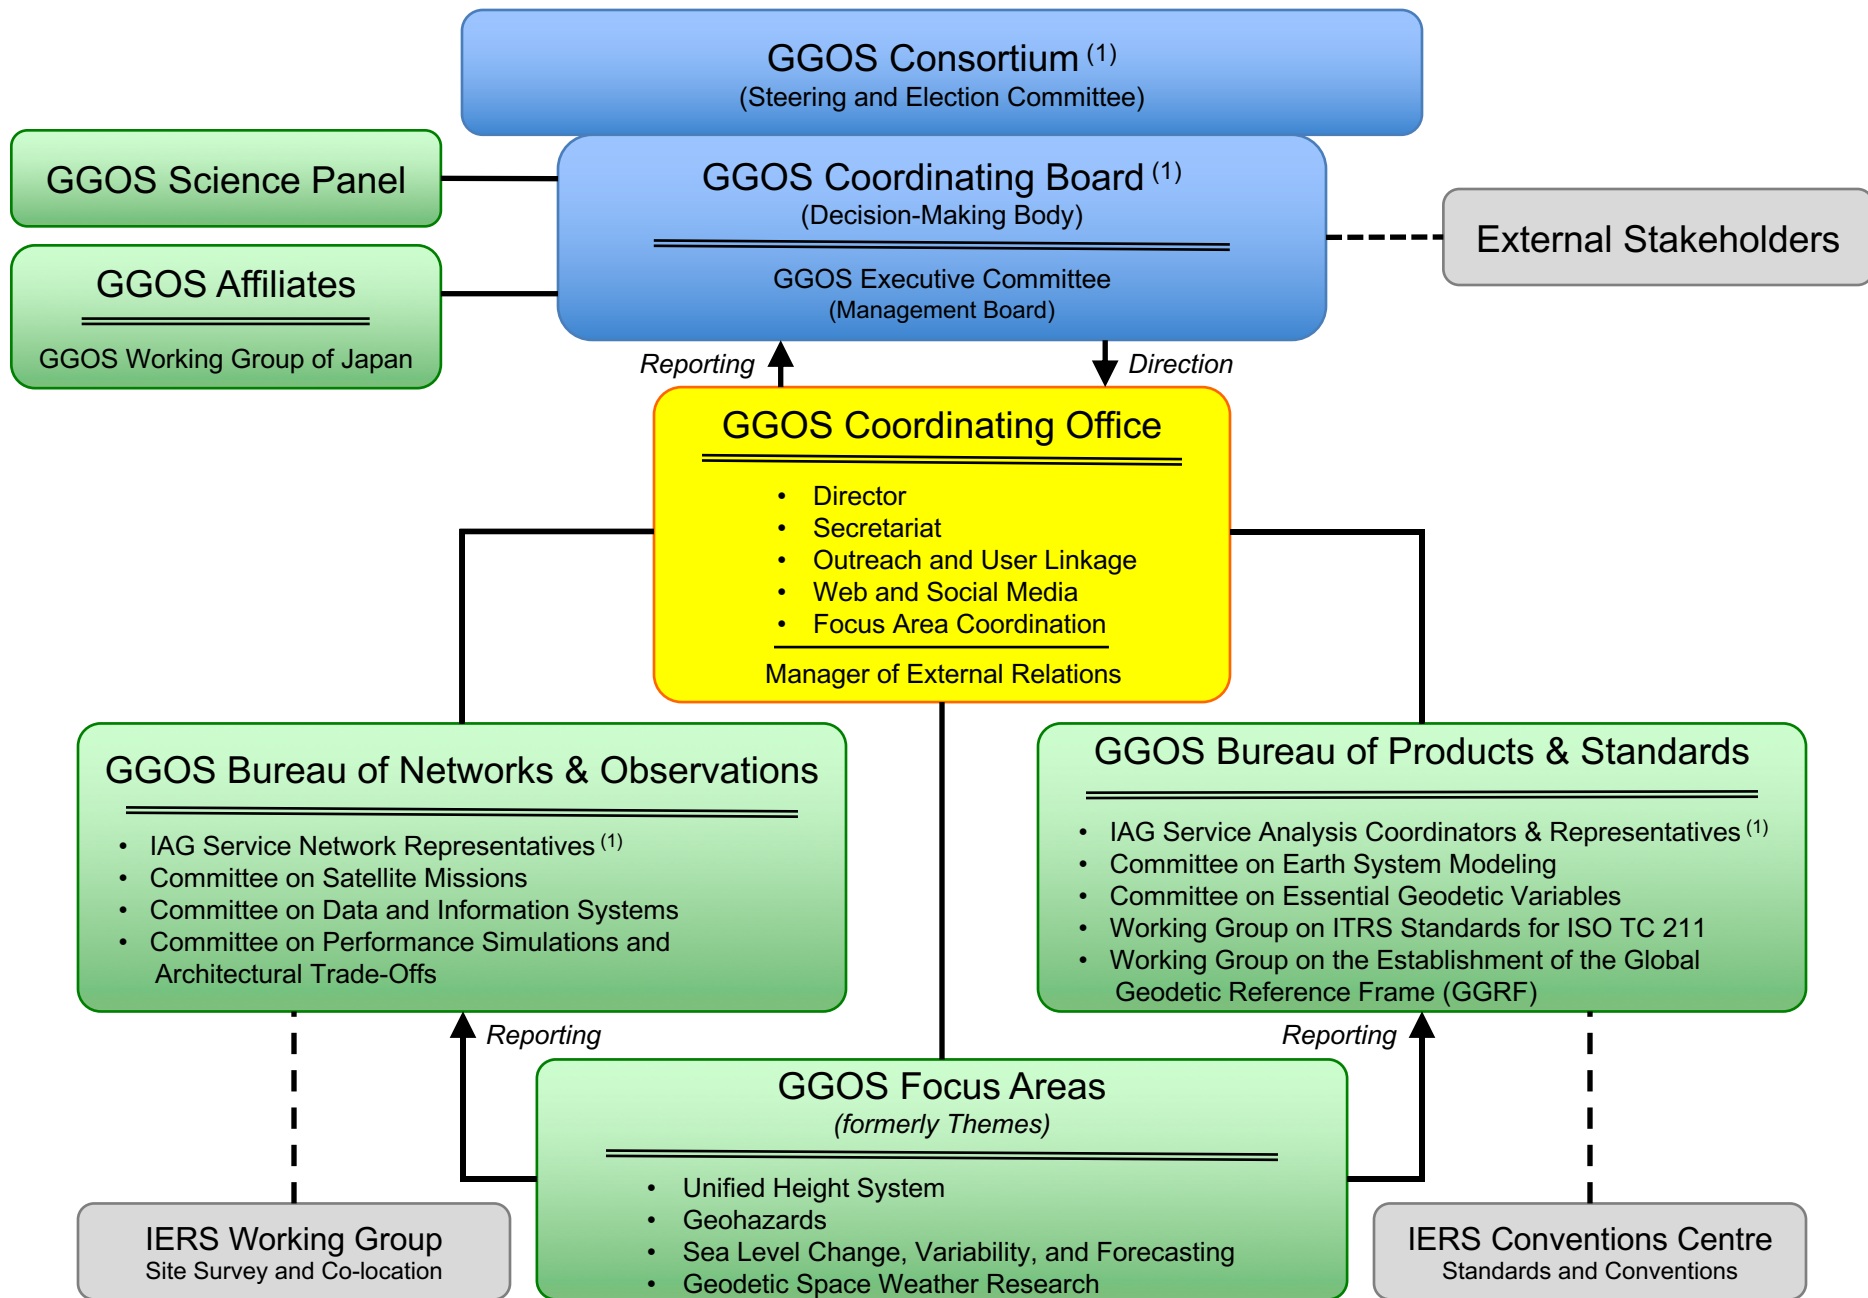 GGOS Consortium (1)
(Steering and Election Committee)
GGOS Science Panel
GGOS Coordinating Board (1)
(Decision-Making Body)
GGOS Executive Committee
(Management Board)
External Stakeholders
GGOS Affiliates
GGOS Working Group of Japan
Reporting
Direction
GGOS Coordinating Office
• Director
• Secretariat
• Outreach and User Linkage
• Web and Social Media
• Focus Area Coordination
Manager of External Relations
GGOS Bureau of Networks & Observations
• IAG Service Network Representatives (1)
• Committee on Satellite Missions
• Committee on Data and Information Systems
• Committee on Performance Simulations and
Architectural Trade-Offs
GGOS Bureau of Products & Standards
• IAG Service Analysis Coordinators & Representatives (1)
• Committee on Earth System Modeling
• Committee on Essential Geodetic Variables
• Working Group on ITRS Standards for ISO TC 211
• Working Group on the Establishment of the Global
Geodetic Reference Frame (GGRF)
Reporting
Reporting
GGOS Focus Areas
(formerly Themes)
• Unified Height System
• Geohazards
• Sea Level Change, Variability, and Forecasting
• Geodetic Space Weather Research
IERS Working Group
Site Survey and Co-location
IERS Conventions Centre
Standards and Conventions